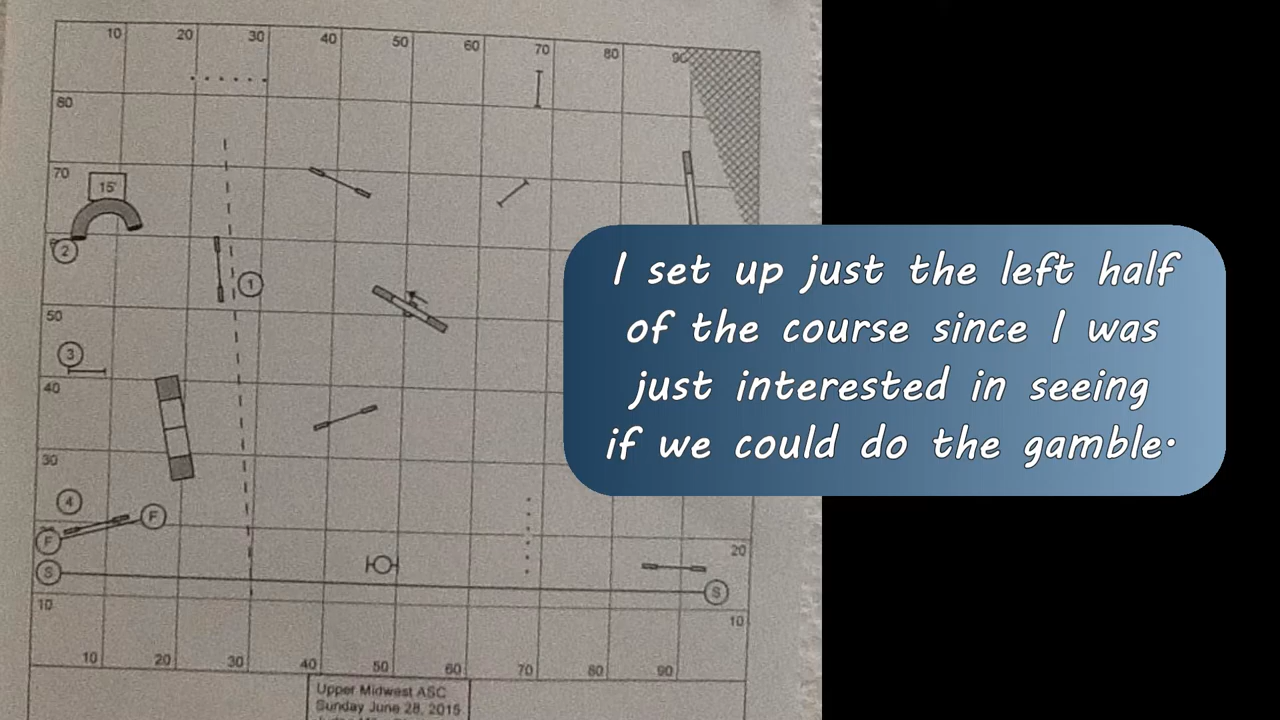 10 20 30 40 50 60 70 80 90
80
70
15'
2
1
50
3
40
30
4
F
F
20
S
S
10
10
10 20 30 40 50 60 70 80 90
Upper Midwest ASC
Sunday June 28, 2015
I set up just the left half
of the course since I was
just interested in seeing
if we could do the gamble.